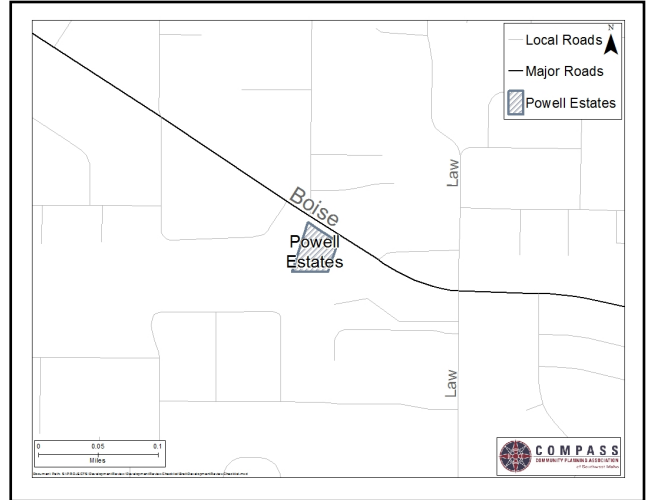 N
Local Roads
Major Roads
Powell Estates
Law
Boise
Powell
Estates
Law
0 0.05 0.1
Miles
COMPASS
COMMUNITY PLANNING ASSOCIATION
of Southwest Idaho